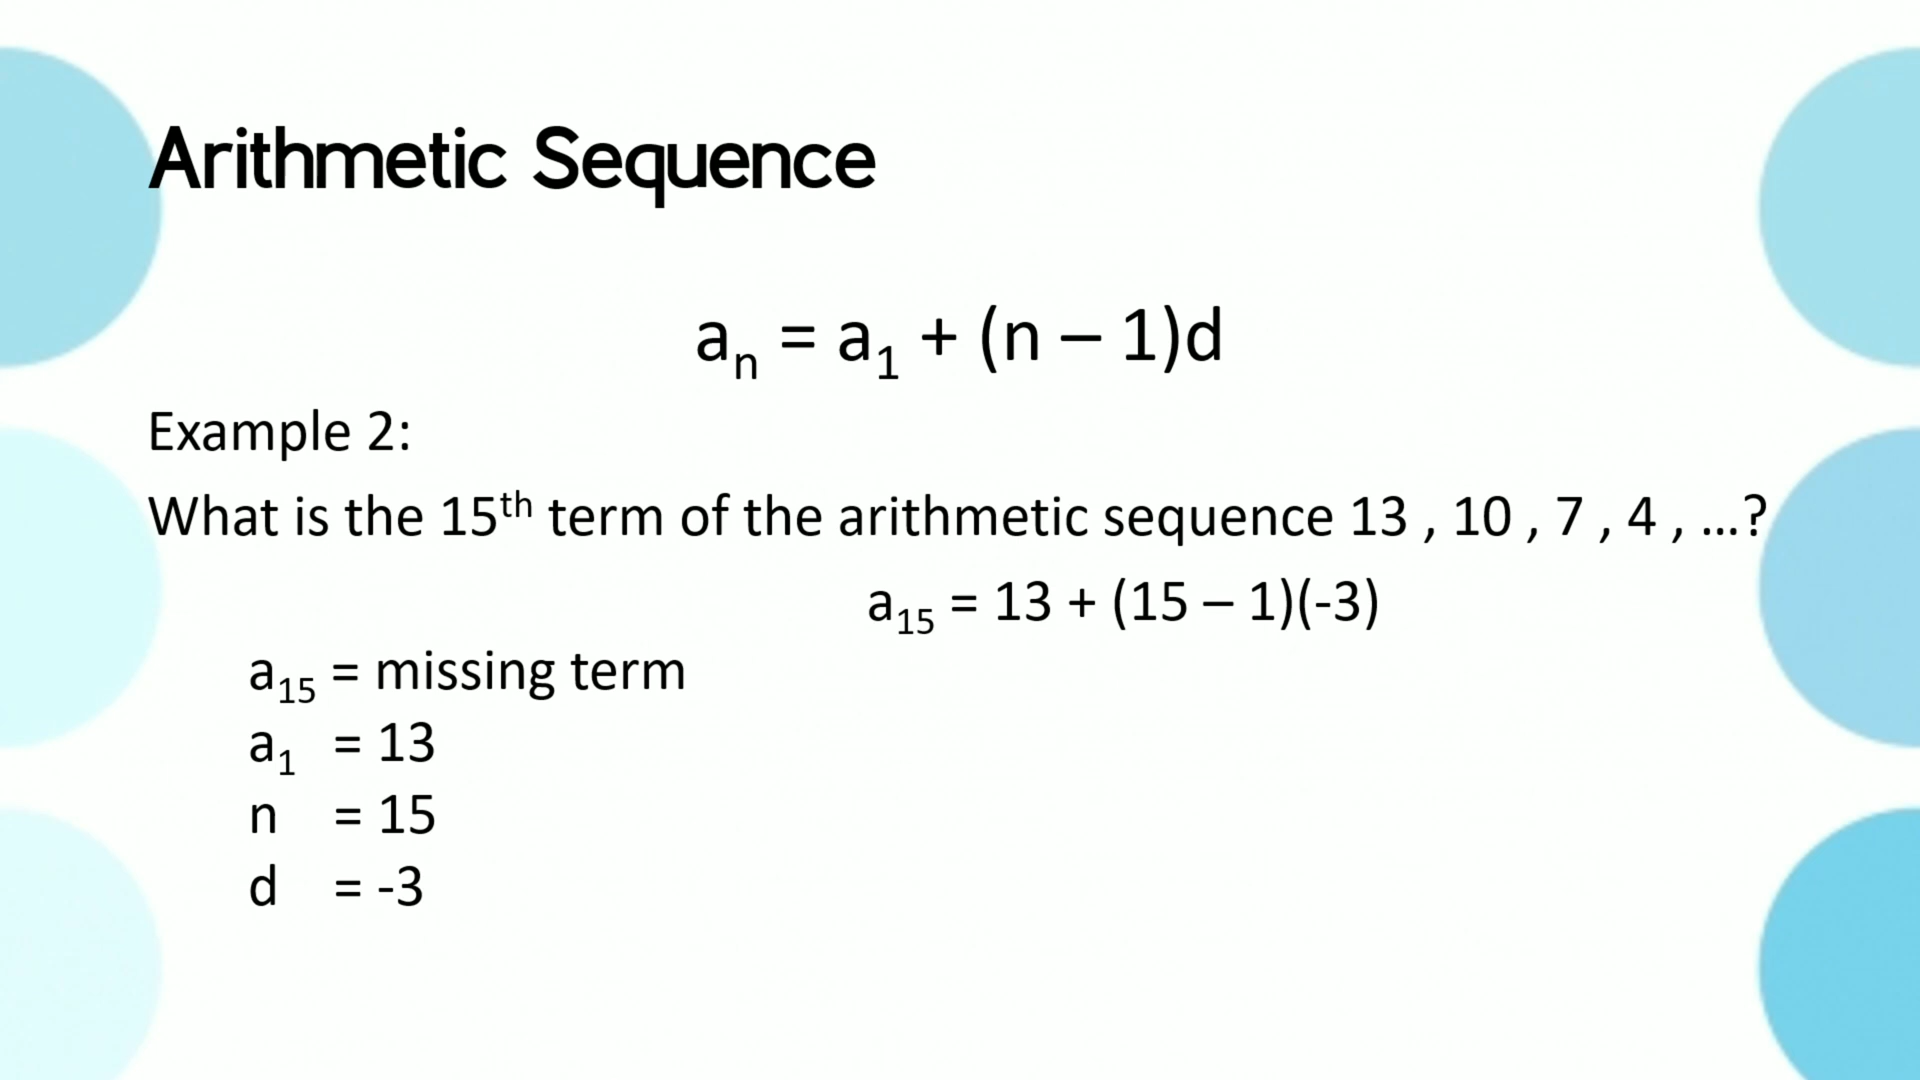 Arithmetic Sequence
aₙ = a₁ + (n – 1)d
Example 2:
What is the 15ᵗʰ term of the arithmetic sequence 13 , 10 , 7 , 4 , ...?
a₁₅ = 13 + (15 – 1)(-3)
a₁₅ = missing term
a₁ = 13
n = 15
d = -3